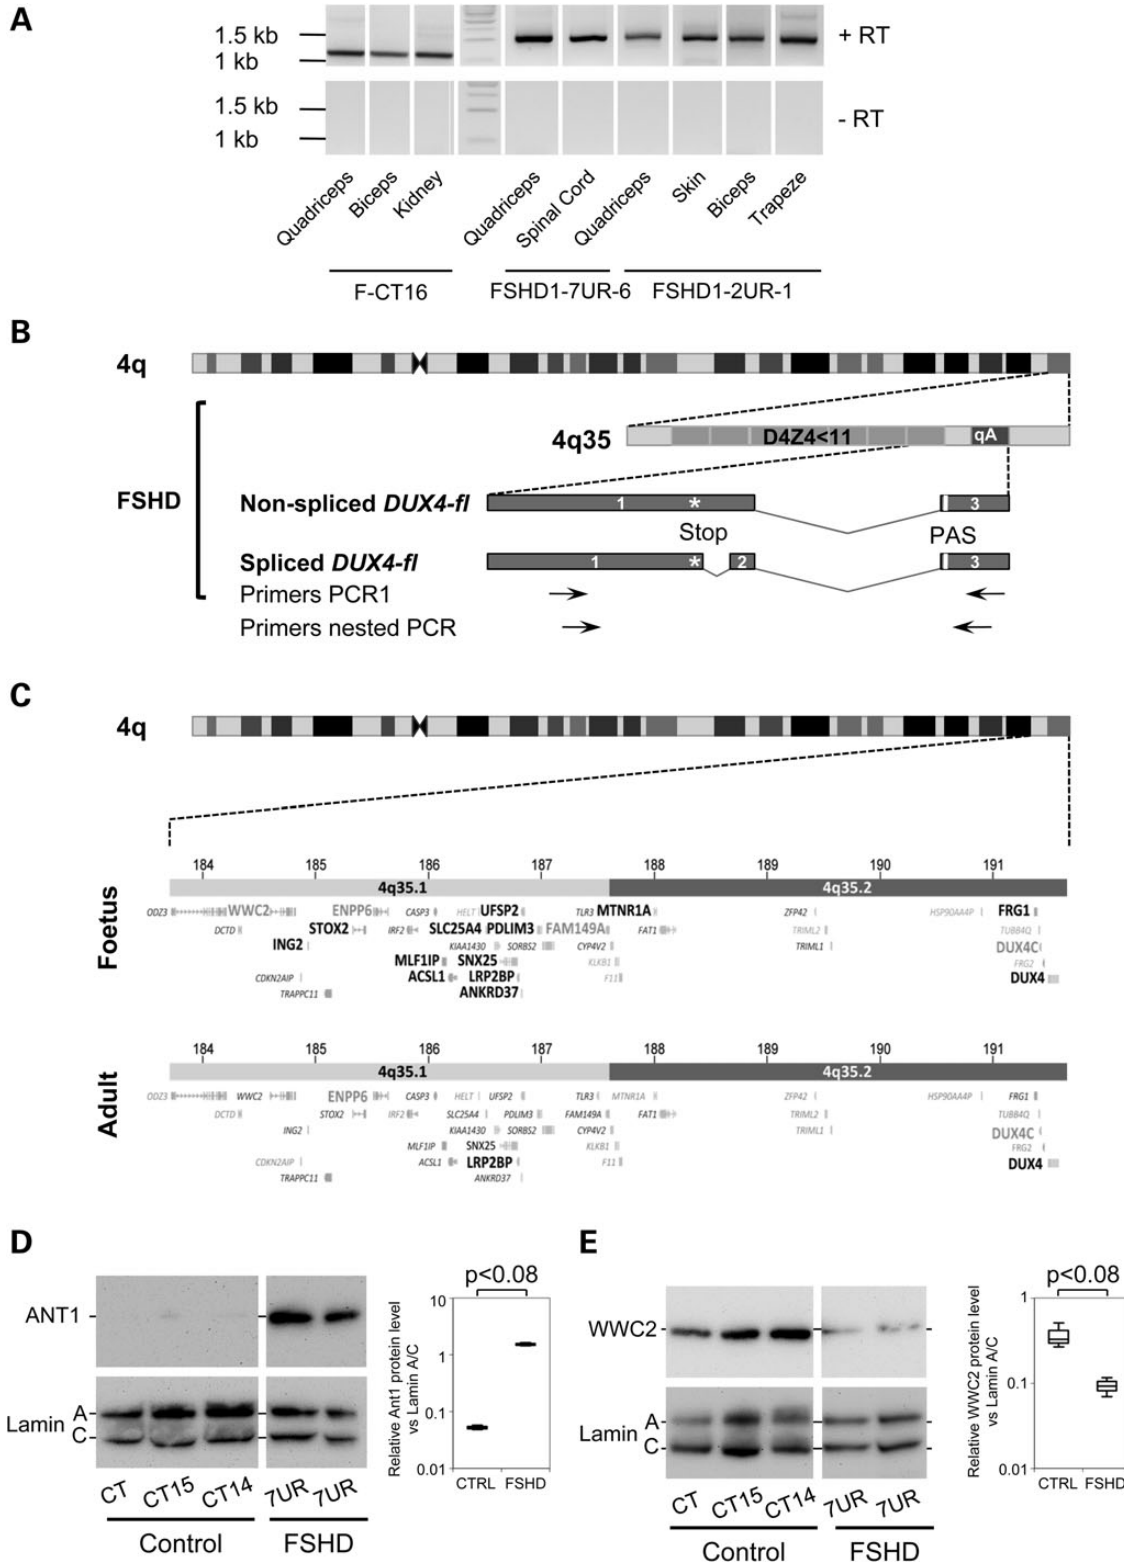 A
1.5 kb
1 kb
+ RT
1.5 kb
1 kb
- RT
Quadriceps
Biceps
Kidney
Quadriceps
Spinal Cord
Quadriceps
Skin
Biceps
Trapeze
F-CT16 FSHD1-7UR-6 FSHD1-2UR-1
B
4q
4q35 D4Z4<11 qA
FSHD
Non-spliced DUX4-fl 1 * 3
Stop PAS
Spliced DUX4-fl 1 * 2 3
Primers PCR1
Primers nested PCR
C
4q
Foetus
184 185 186 187 188 189 190 191
4q35.1 4q35.2
ODZ3 WWC2 ENPP6 CASP3 HELT UFSP2 TLR3 MTNR1A ZFP42 HSP90AA4P FRG1
DCTD STOX2 IRF2 SLC25A4 PDLIM3 FAM149A FAT1 TRIML2 TUBB4Q
ING2 KIAA1430 SORBS2 CYP4V2 TRIML1 DUX4C
MLF1IP SNX25 KLKB1 FRG2
CDKN2AIP ACSL1 LRP2BP F11 DUX4
TRAPPC11 ANKRD37
Adult
184 185 186 187 188 189 190 191
4q35.1 4q35.2
ODZ3 WWC2 ENPP6 CASP3 HELT UFSP2 TLR3 MTNR1A ZFP42 HSP90AA4P FRG1
DCTD STOX2 IRF2 SLC25A4 PDLIM3 FAM149A FAT1 TRIML2 TUBB4Q
ING2 KIAA1430 SORBS2 CYP4V2 TRIML1 DUX4C
MLF1IP SNX25 KLKB1 FRG2
CDKN2AIP ACSL1 LRP2BP F11 DUX4
TRAPPC11 ANKRD37
D
ANT1
Lamin A
C
CT CT15 CT14 7UR 7UR
Control FSHD
p<0.08
Relative Ant1 protein level
vs Lamin A/C
10
1
0.1
0.01
CTRL FSHD
E
WWC2
Lamin A
C
CT CT15 CT14 7UR 7UR
Control FSHD
p<0.08
Relative WWC2 protein level
vs Lamin A/C
1
0.1
0.01
CTRL FSHD